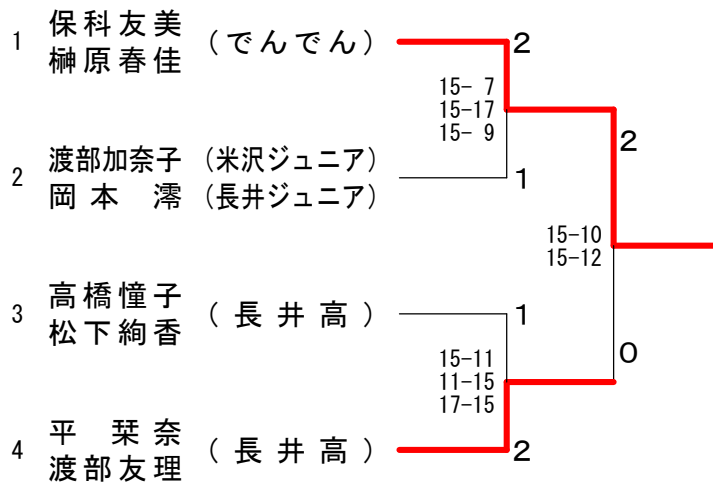 1 保科友美 (でんでん) 2
榊原春佳
15- 7
15-17
15- 9
2
2 渡部加奈子 (米沢ジュニア) 1
岡本 澪 (長井ジュニア)
15-10
15-12
3 高橋憧子 (長井高) 1
松下絢香
0
15-11
11-15
17-15
4 平 栞奈 (長井高) 2
渡部友理